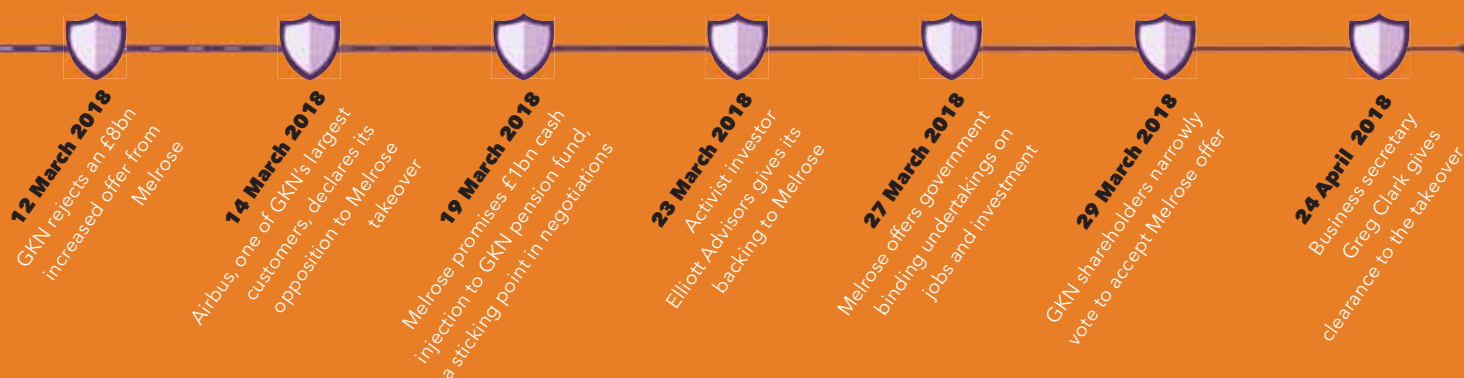 12 March 2018
GKN rejects an £8bn
increased offer from
Melrose
14 March 2018
Airbus, one of GKN's largest
customers, declares its
opposition to Melrose
takeover
19 March 2018
Melrose promises £1bn cash
injection to GKN pension fund,
a sticking point in negotiations
23 March 2018
Activist investor
Elliott Advisors gives its
backing to Melrose
27 March 2018
Melrose offers government
binding undertakings on
jobs and investment
29 March 2018
GKN shareholders narrowly
vote to accept Melrose offer
24 April 2018
Business secretary
Greg Clark gives
clearance to the takeover